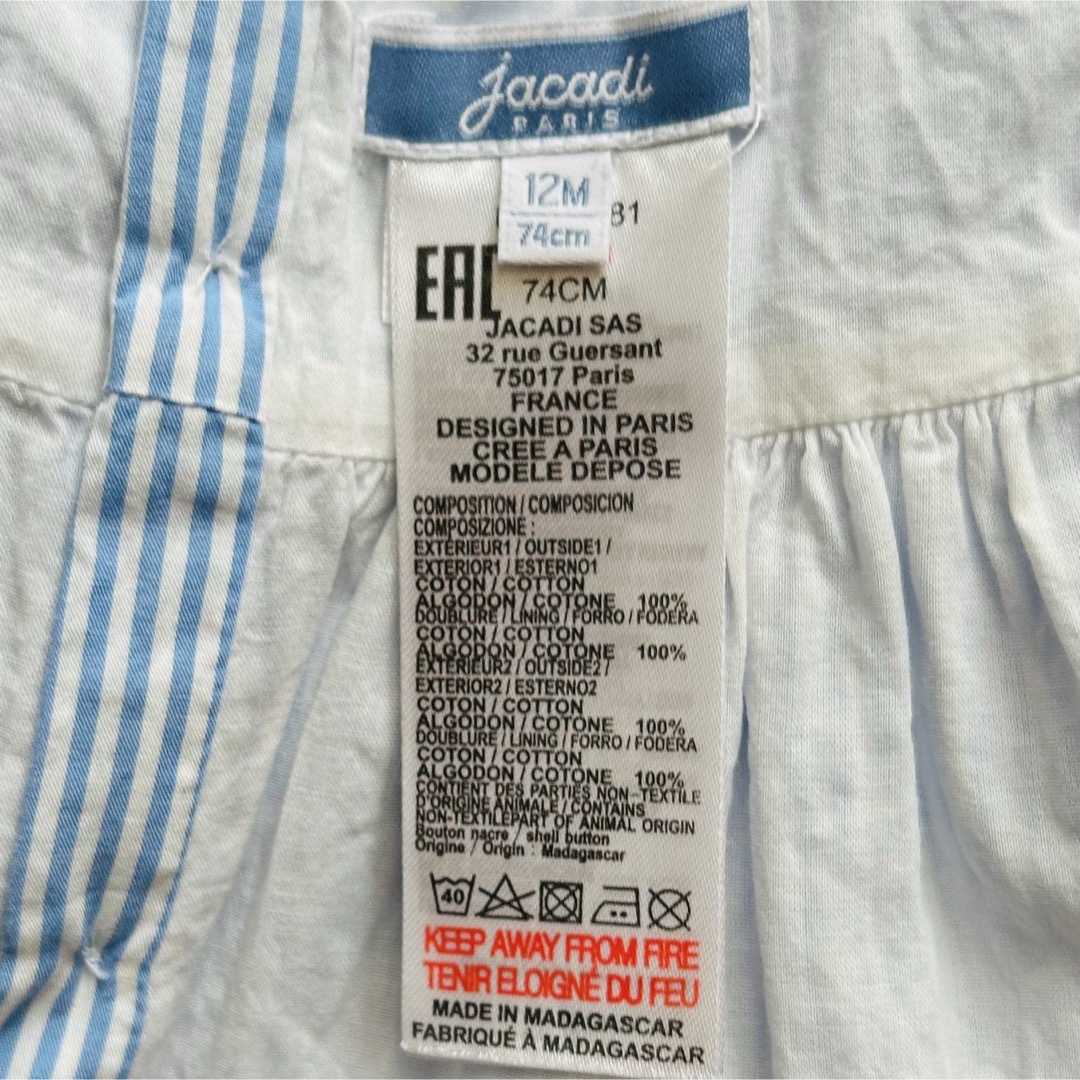 jacadi
PARIS
12M
74cm
81
EAC
74CM
JACADI SAS
32 rue Guersant
75017 Paris
FRANCE
DESIGNED IN PARIS
CREE A PARIS
MODELE DEPOSE
COMPOSITION / COMPOSICION
COMPOSIZIONE :
EXTÉRIEUR1 / OUTSIDE1 /
EXTERIOR1 / ESTERNO1
COTON / COTTON
ALGODON / COTONE 100%
DOUBLURE / LINING / FORRO / FODERA
COTON / COTTON
ALGODON / COTONE 100%
EXTÉRIEUR2 / OUTSIDE2 /
EXTERIOR2 / ESTERNO2
COTON / COTTON
ALGODON / COTONE 100%
DOUBLURE / LINING / FORRO / FODERA
COTON / COTTON
ALGODON / COTONE 100%
CONTIENT DES PARTIES NON-TEXTILE
D'ORIGINE ANIMALE / CONTAINS
NON-TEXTILEPART OF ANIMAL ORIGIN
Bouton nacre / shell button
Origine / Origin : Madagascar
40
KEEP AWAY FROM FIRE
TENIR ELOIGNÉ DU FEU
MADE IN MADAGASCAR
FABRIQUÉ À MADAGASCAR